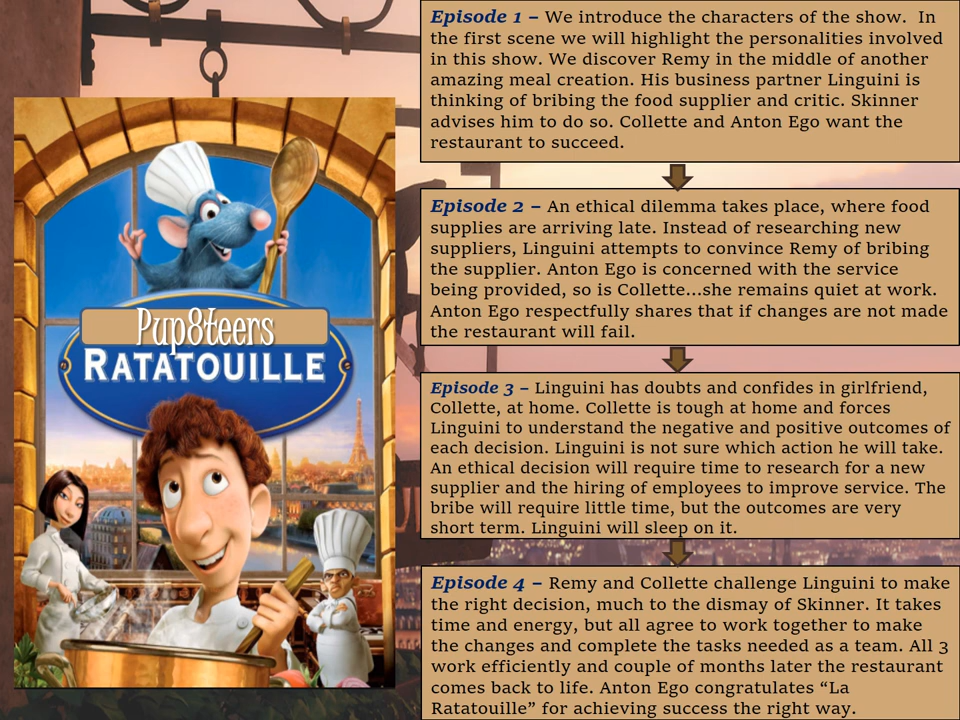 Pup8teers
RATATOUILLE
Episode 1 – We introduce the characters of the show.  In
the first scene we will highlight the personalities involved
in this show. We discover Remy in the middle of another
amazing meal creation. His business partner Linguini is
thinking of bribing the food supplier and critic. Skinner
advises him to do so. Collette and Anton Ego want the
restaurant to succeed.
Episode 2 – An ethical dilemma takes place, where food
supplies are arriving late. Instead of researching new
suppliers, Linguini attempts to convince Remy of bribing
the supplier. Anton Ego is concerned with the service
being provided, so is Collette...she remains quiet at work.
Anton Ego respectfully shares that if changes are not made
the restaurant will fail.
Episode 3 – Linguini has doubts and confides in girlfriend,
Collette, at home. Collette is tough at home and forces
Linguini to understand the negative and positive outcomes of
each decision. Linguini is not sure which action he will take.
An ethical decision will require time to research for a new
supplier and the hiring of employees to improve service. The
bribe will require little time, but the outcomes are very
short term. Linguini will sleep on it.
Episode 4 – Remy and Collette challenge Linguini to make
the right decision, much to the dismay of Skinner. It takes
time and energy, but all agree to work together to make
the changes and complete the tasks needed as a team. All 3
work efficiently and couple of months later the restaurant
comes back to life. Anton Ego congratulates “La
Ratatouille” for achieving success the right way.